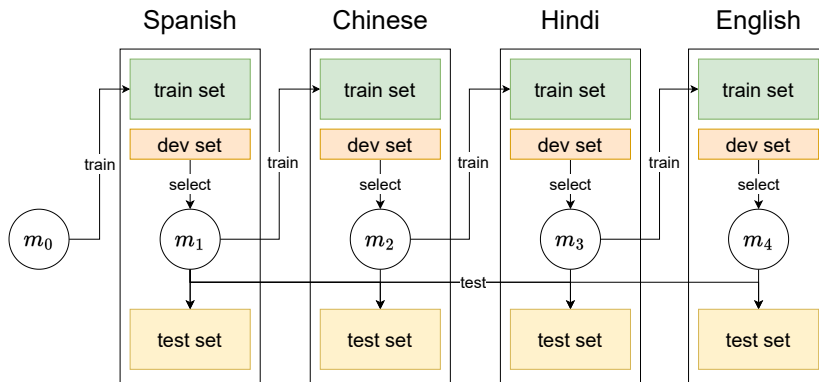 Spanish Chinese Hindi English
train set train set train set train set
dev set dev set dev set dev set
train train train train
select select select select
m0 m1 m2 m3 m4
test
test set test set test set test set